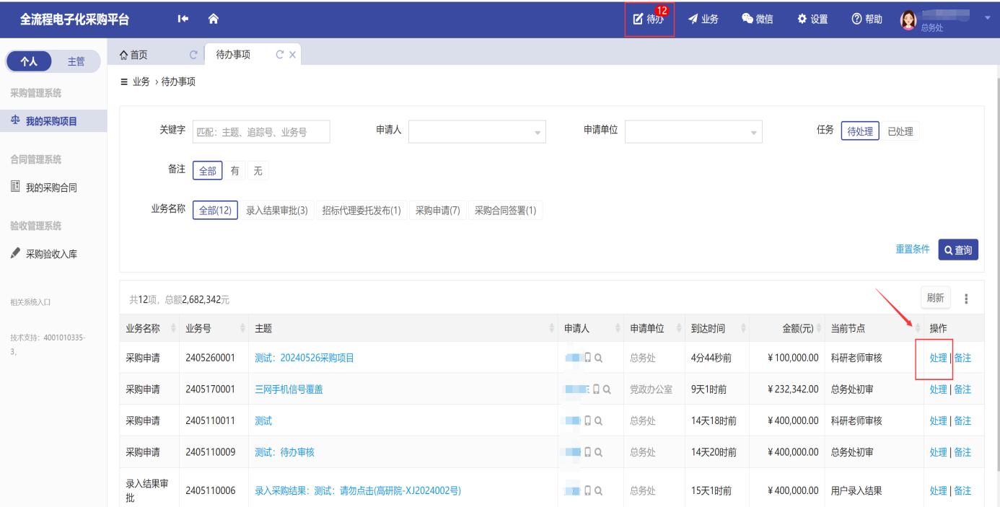 全流程电子化采购平台
待办 12 业务 微信 设置 帮助
总务处
个人 主管
首页 待办事项
业务 › 待办事项
采购管理系统
我的采购项目
合同管理系统
我的采购合同
验收管理系统
采购验收入库
相关系统入口
技术支持：4001010335-
3,
关键字 匹配：主题、追踪号、业务号 申请人 申请单位 任务 待处理 已处理
备注 全部 有 无
业务名称 全部(12) 录入结果审批(3) 招标代理委托发布(1) 采购申请(7) 采购合同签署(1)
重置条件 查询
共12项，总额2,682,342元 刷新
业务名称 业务号 主题 申请人 申请单位 到达时间 金额(元) 当前节点 操作
采购申请 2405260001 测试：20240526采购项目 总务处 4分44秒前 ¥100,000.00 科研老师审核 处理 | 备注
采购申请 2405170001 三网手机信号覆盖 党政办公室 9天1时前 ¥232,342.00 总务处初审 处理 | 备注
采购申请 2405110011 测试 总务处 14天18时前 ¥400,000.00 科研老师审核 处理 | 备注
采购申请 2405110009 测试：待办审核 总务处 14天20时前 ¥400,000.00 总务处初审 处理 | 备注
录入结果审
批 2405110006 录入采购结果：测试：请勿点击(高研院-XJ2024002号) 总务处 15天1时前 ¥400,000.00 用户录入结果 处理 | 备注